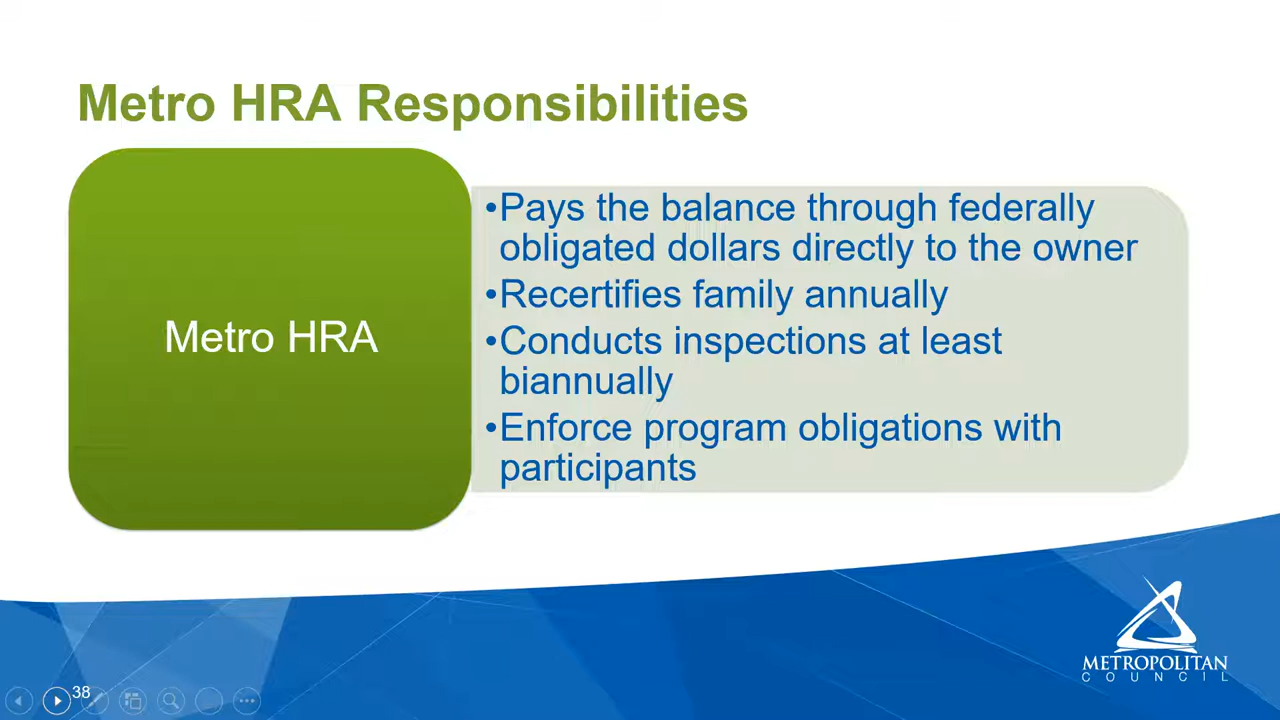 Metro HRA Responsibilities
Metro HRA
•Pays the balance through federally
obligated dollars directly to the owner
•Recertifies family annually
•Conducts inspections at least
biannually
•Enforce program obligations with
participants
METROPOLITAN
COUNCIL
38